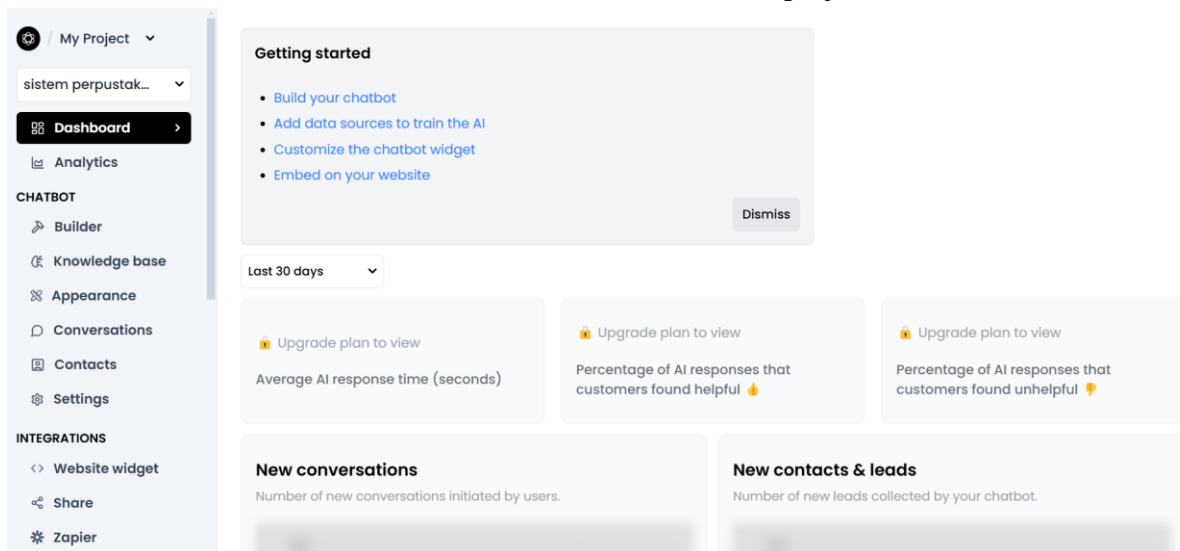 / My Project
sistem perpustak...
Dashboard
Analytics
CHATBOT
Builder
Knowledge base
Appearance
Conversations
Contacts
Settings
INTEGRATIONS
Website widget
Share
Zapier
Getting started
• Build your chatbot
• Add data sources to train the AI
• Customize the chatbot widget
• Embed on your website
Dismiss
Last 30 days
🔒 Upgrade plan to view
Average AI response time (seconds)
🔒 Upgrade plan to view
Percentage of AI responses that
customers found helpful 👍
🔒 Upgrade plan to view
Percentage of AI responses that
customers found unhelpful 👎
New conversations
Number of new conversations initiated by users.
New contacts & leads
Number of new leads collected by your chatbot.